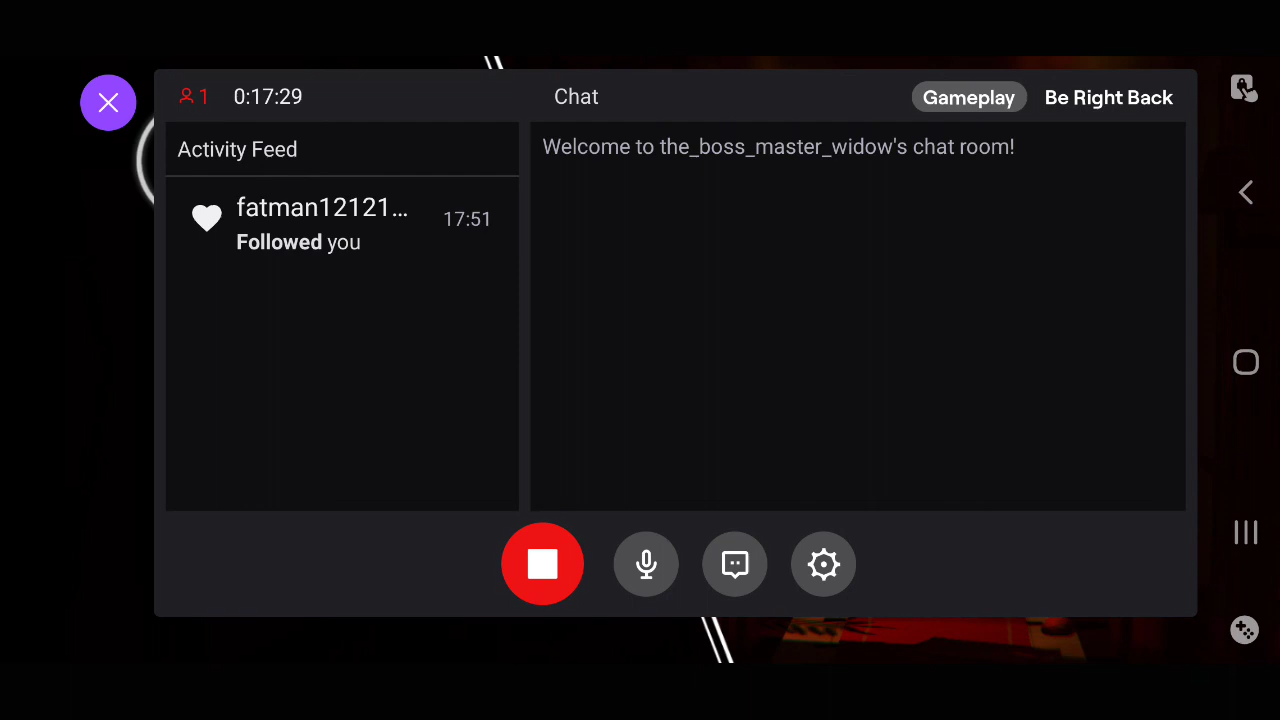 1 0:17:29 Chat Gameplay Be Right Back
Activity Feed
fatman12121...
Followed you
17:51
Welcome to the_boss_master_widow's chat room!